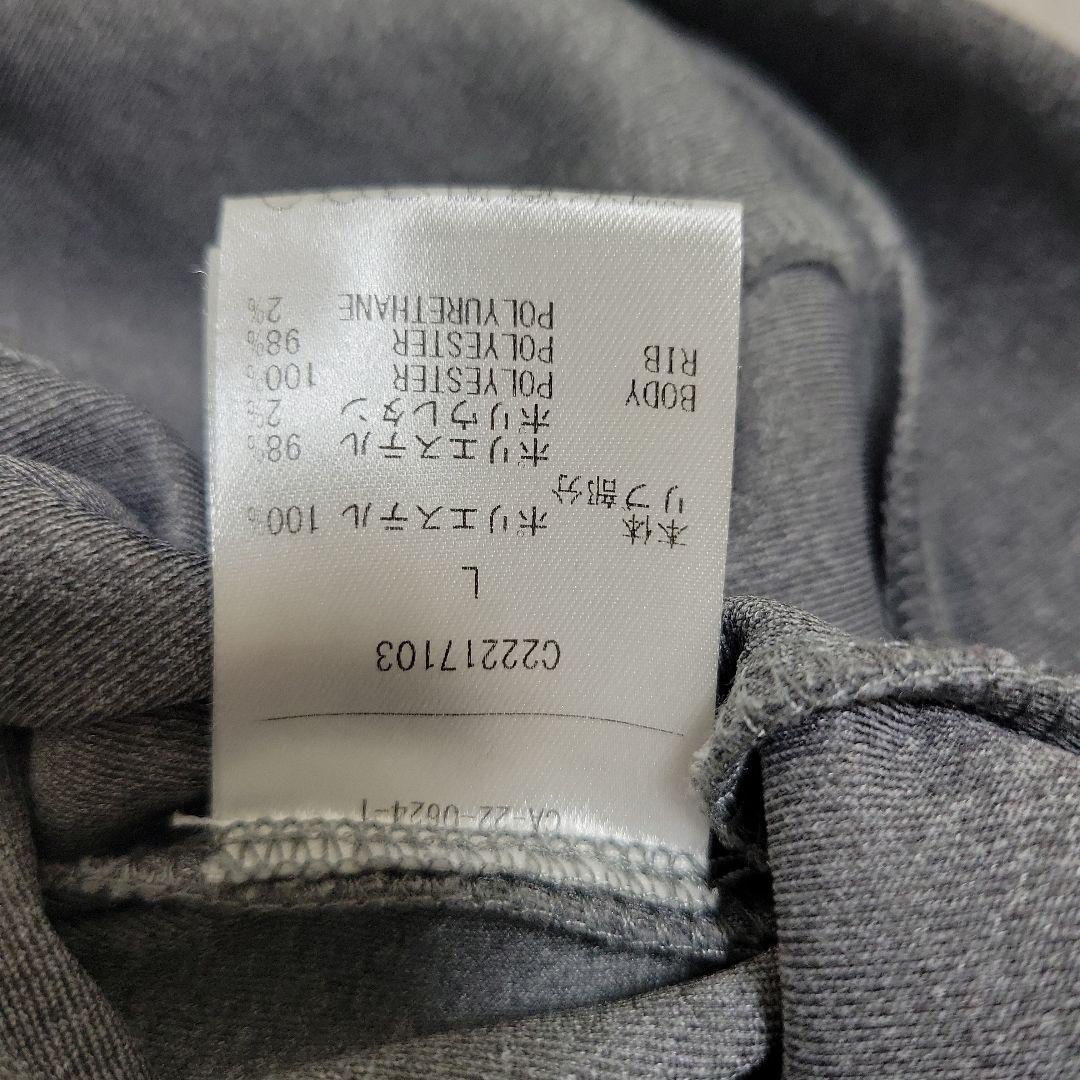 CA-22-0624-1
C22217103
L
本体 ポリエステル 100%
リブ部分
ポリエステル 98%
ポリウレタン 2%
BODY POLYESTER 100%
RIB POLYESTER 98%
POLYURETHANE 2%